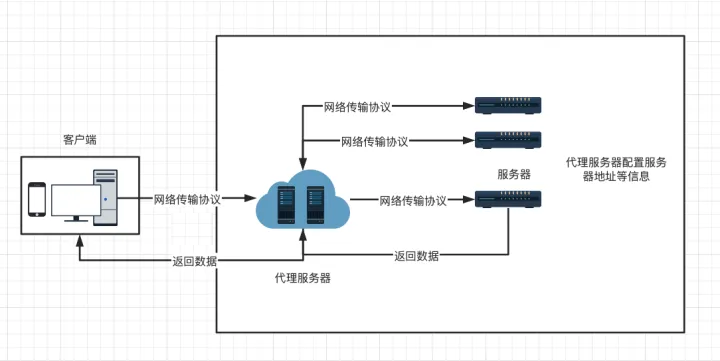 网络传输协议
网络传输协议
客户端
服务器
代理服务器配置服务
器地址等信息
网络传输协议
网络传输协议
返回数据
返回数据
代理服务器